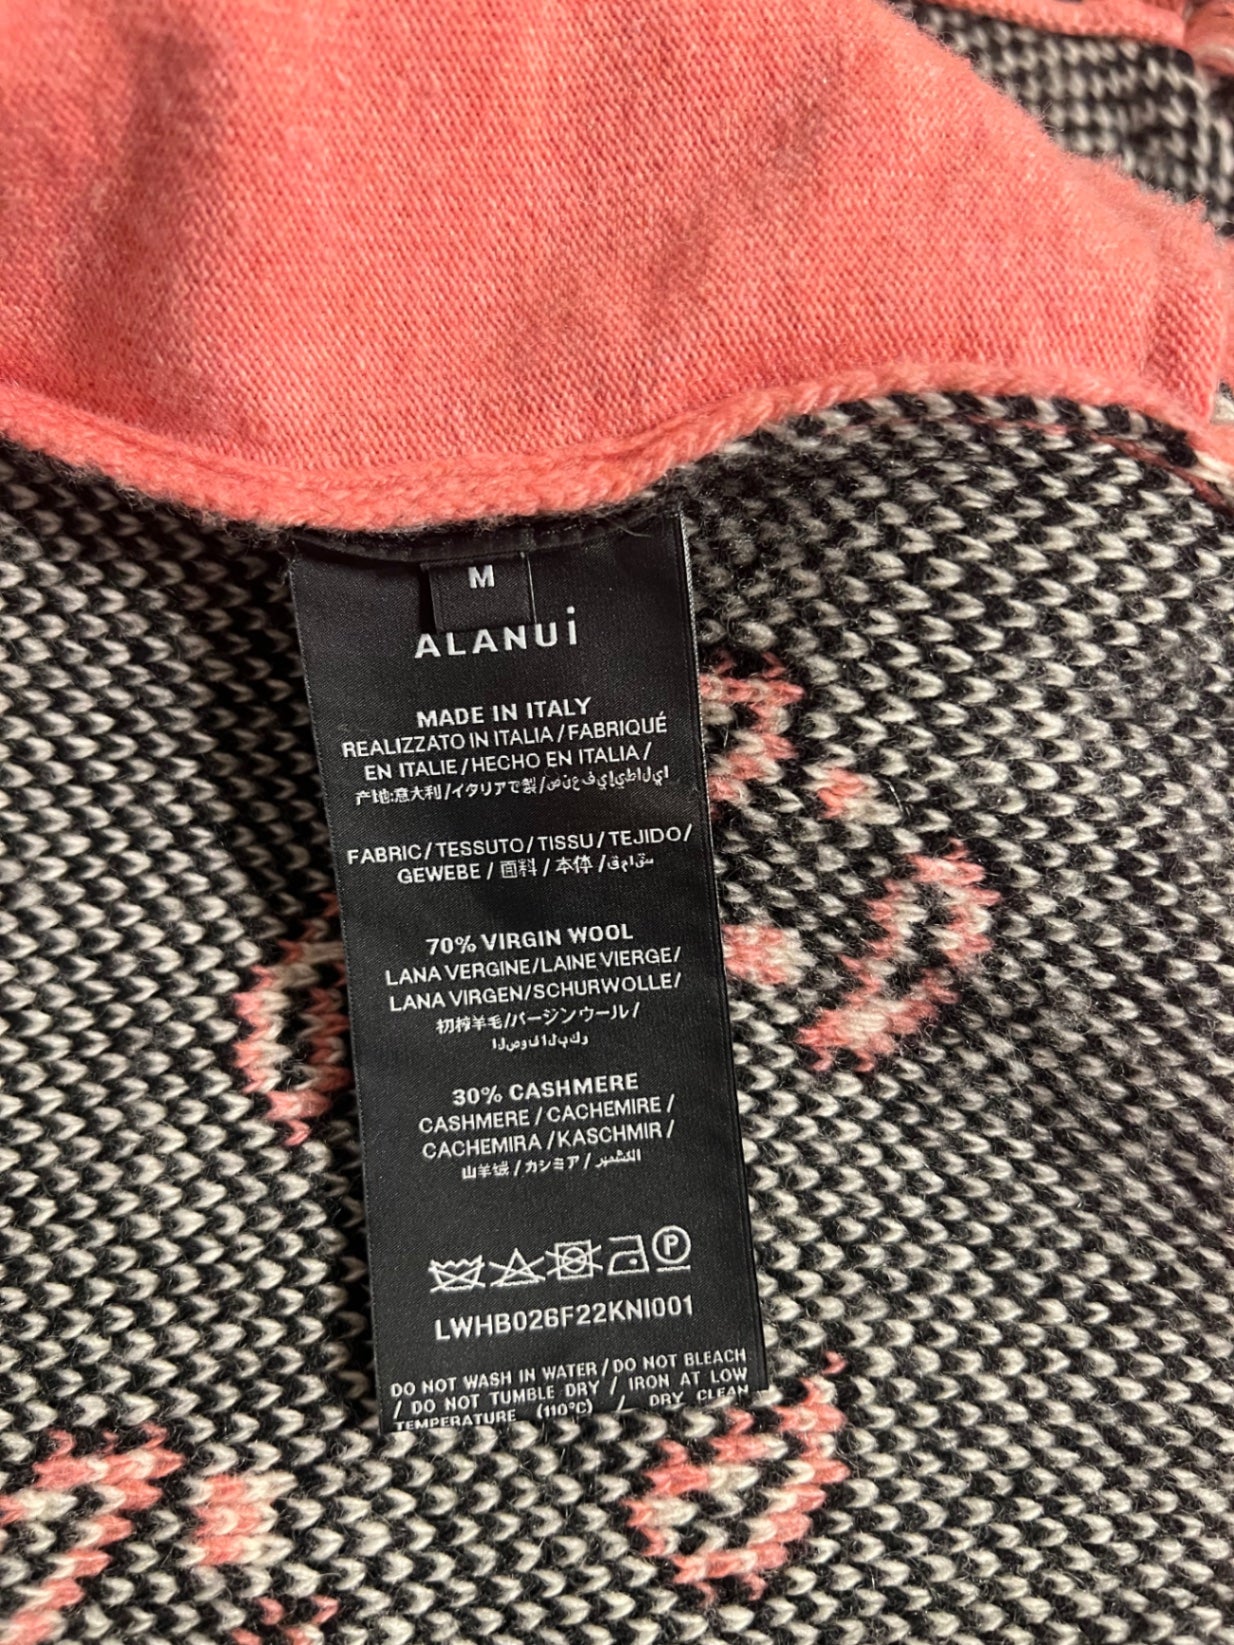 M
ALANUi
MADE IN ITALY
REALIZZATO IN ITALIA/FABRIQUÉ
EN ITALIE/HECHO EN ITALIA/
产地:意大利/イタリアで製/
FABRIC/TESSUTO/TISSU/TEJIDO/
GEWEBE/面料/本体/
70% VIRGIN WOOL
LANA VERGINE/LAINE VIERGE/
LANA VIRGEN/SCHURWOLLE/
初榨羊毛/バージンウール/
30% CASHMERE
CASHMERE/CACHEMIRE/
CACHEMIRA/KASCHMIR/
山羊绒/カシミア/الكشمير
P
LWHB026F22KNI001
DO NOT WASH IN WATER/DO NOT BLEACH
/ DO NOT TUMBLE DRY / IRON AT LOW
TEMPERATURE (110°C) / DRY CLEAN